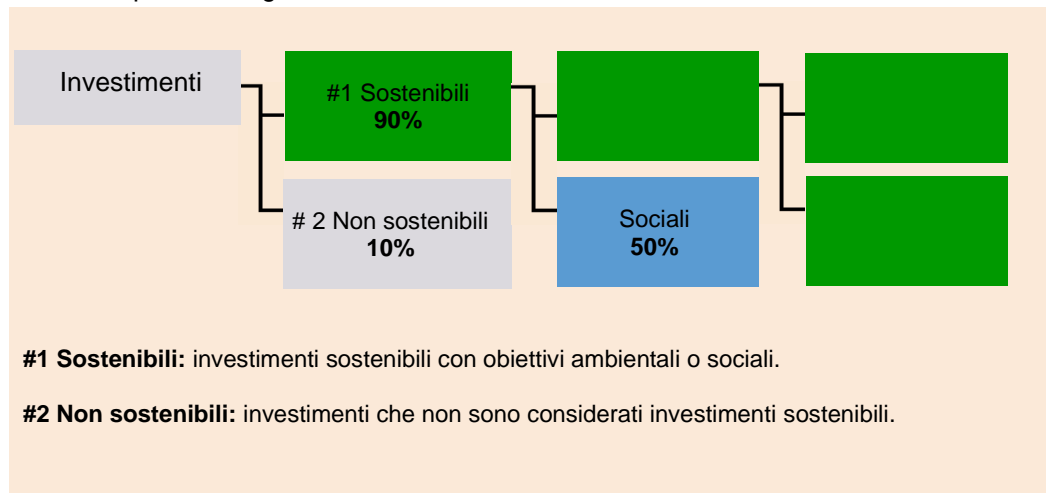 Investimenti
#1 Sostenibili
90%
# 2 Non sostenibili
10%
Sociali
50%
#1 Sostenibili: investimenti sostenibili con obiettivi ambientali o sociali.
#2 Non sostenibili: investimenti che non sono considerati investimenti sostenibili.